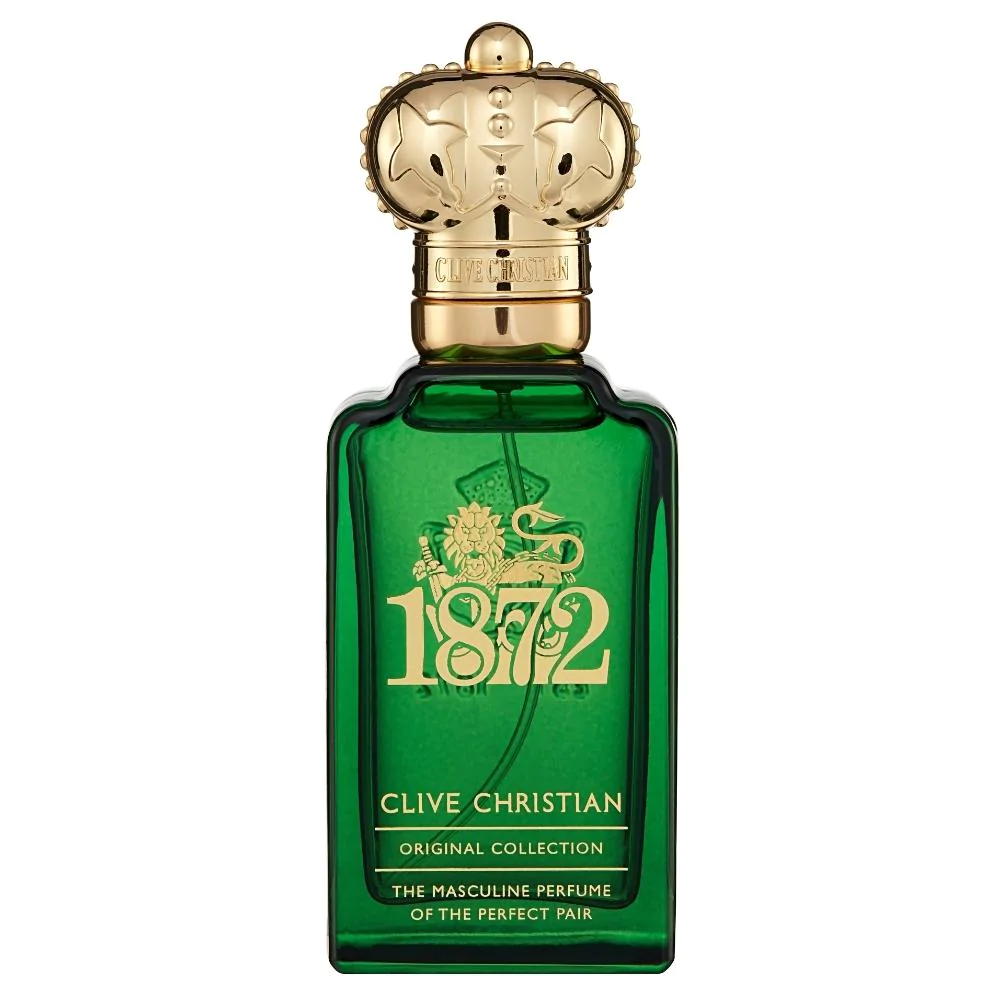 CLIVE CHRISTIAN
1872
CLIVE CHRISTIAN
ORIGINAL COLLECTION
THE MASCULINE PERFUME
OF THE PERFECT PAIR